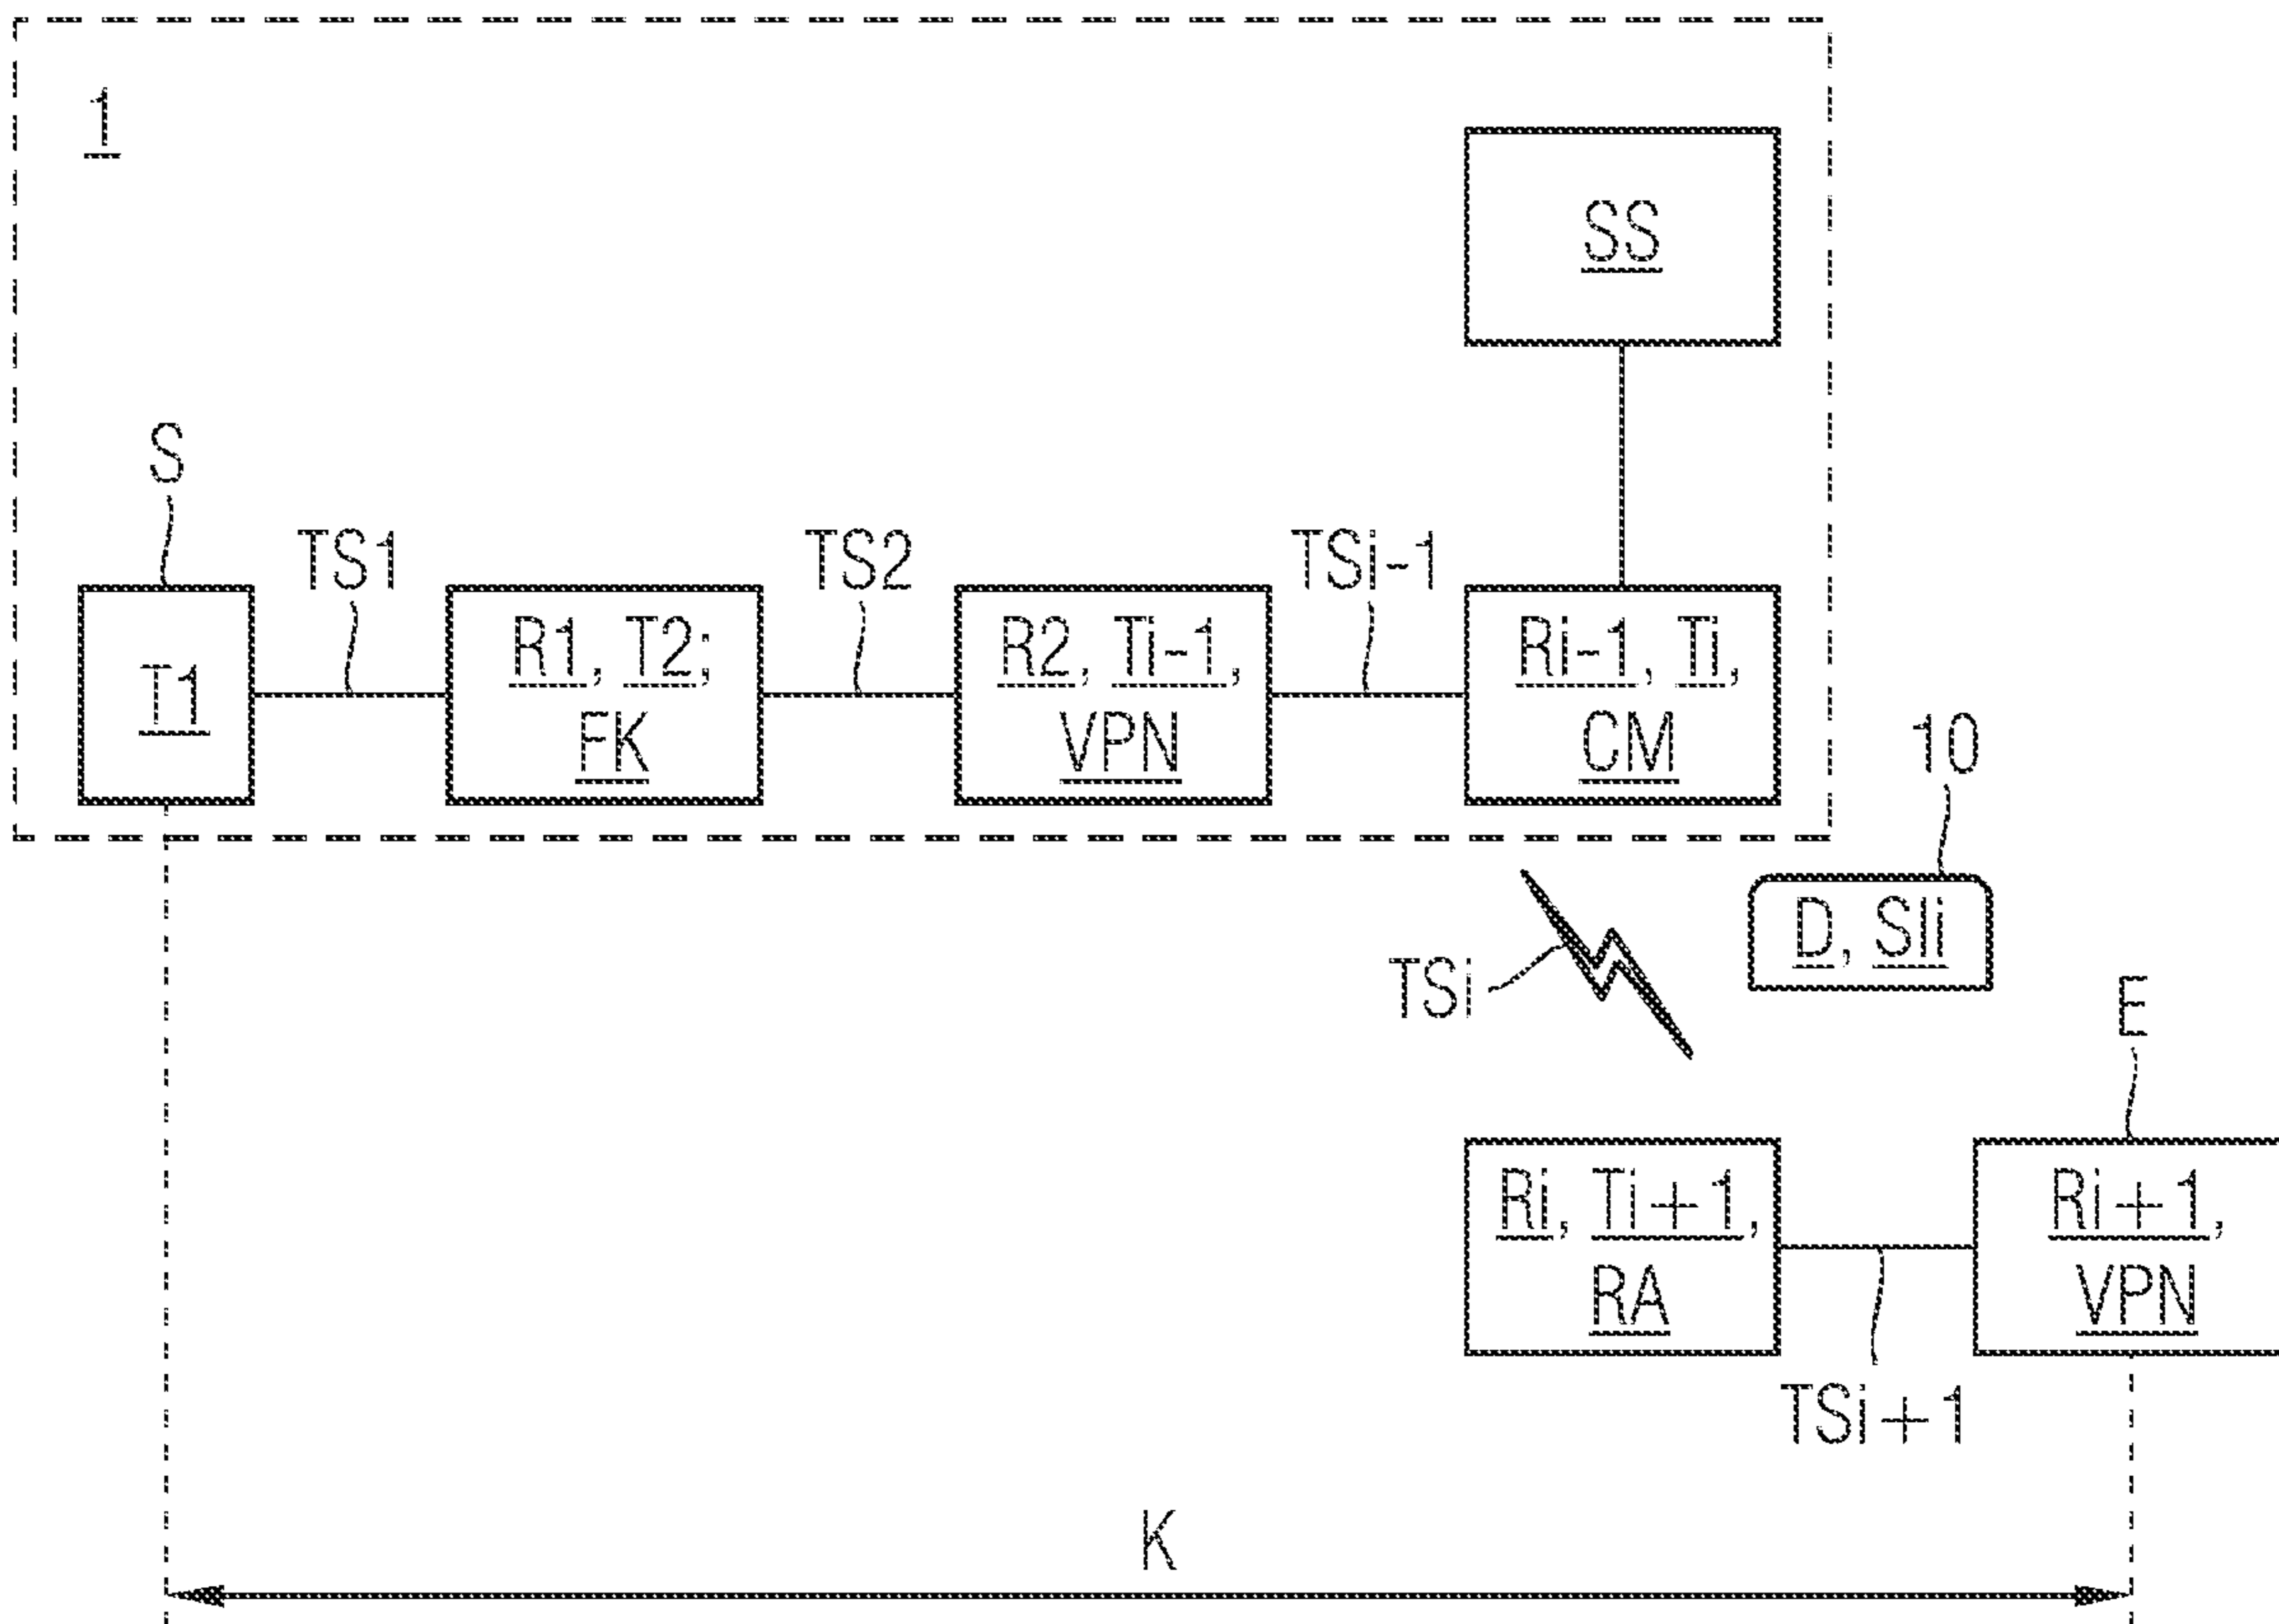 1
SS
S
TS1
TS2
TSi-1
T1
R1, T2;
FK
R2, Ti-1,
VPN
Ri-1, Ti,
CM
10
D, SIi
TSi
E
Ri, Ti+1,
RA
Ri+1,
VPN
TSi+1
K